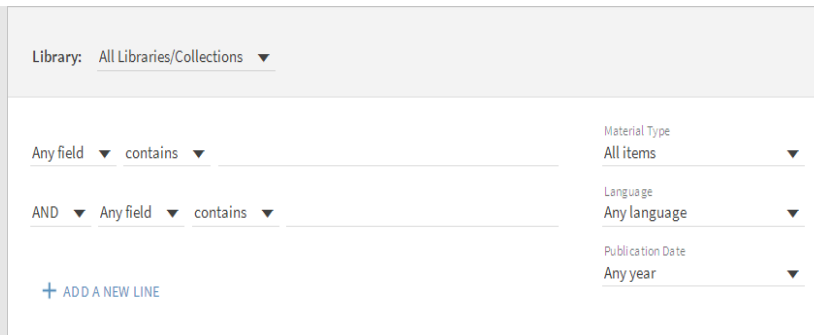 Library: All Libraries/Collections
Any field contains
AND Any field contains
+ ADD A NEW LINE
Material Type
All items
Language
Any language
Publication Date
Any year